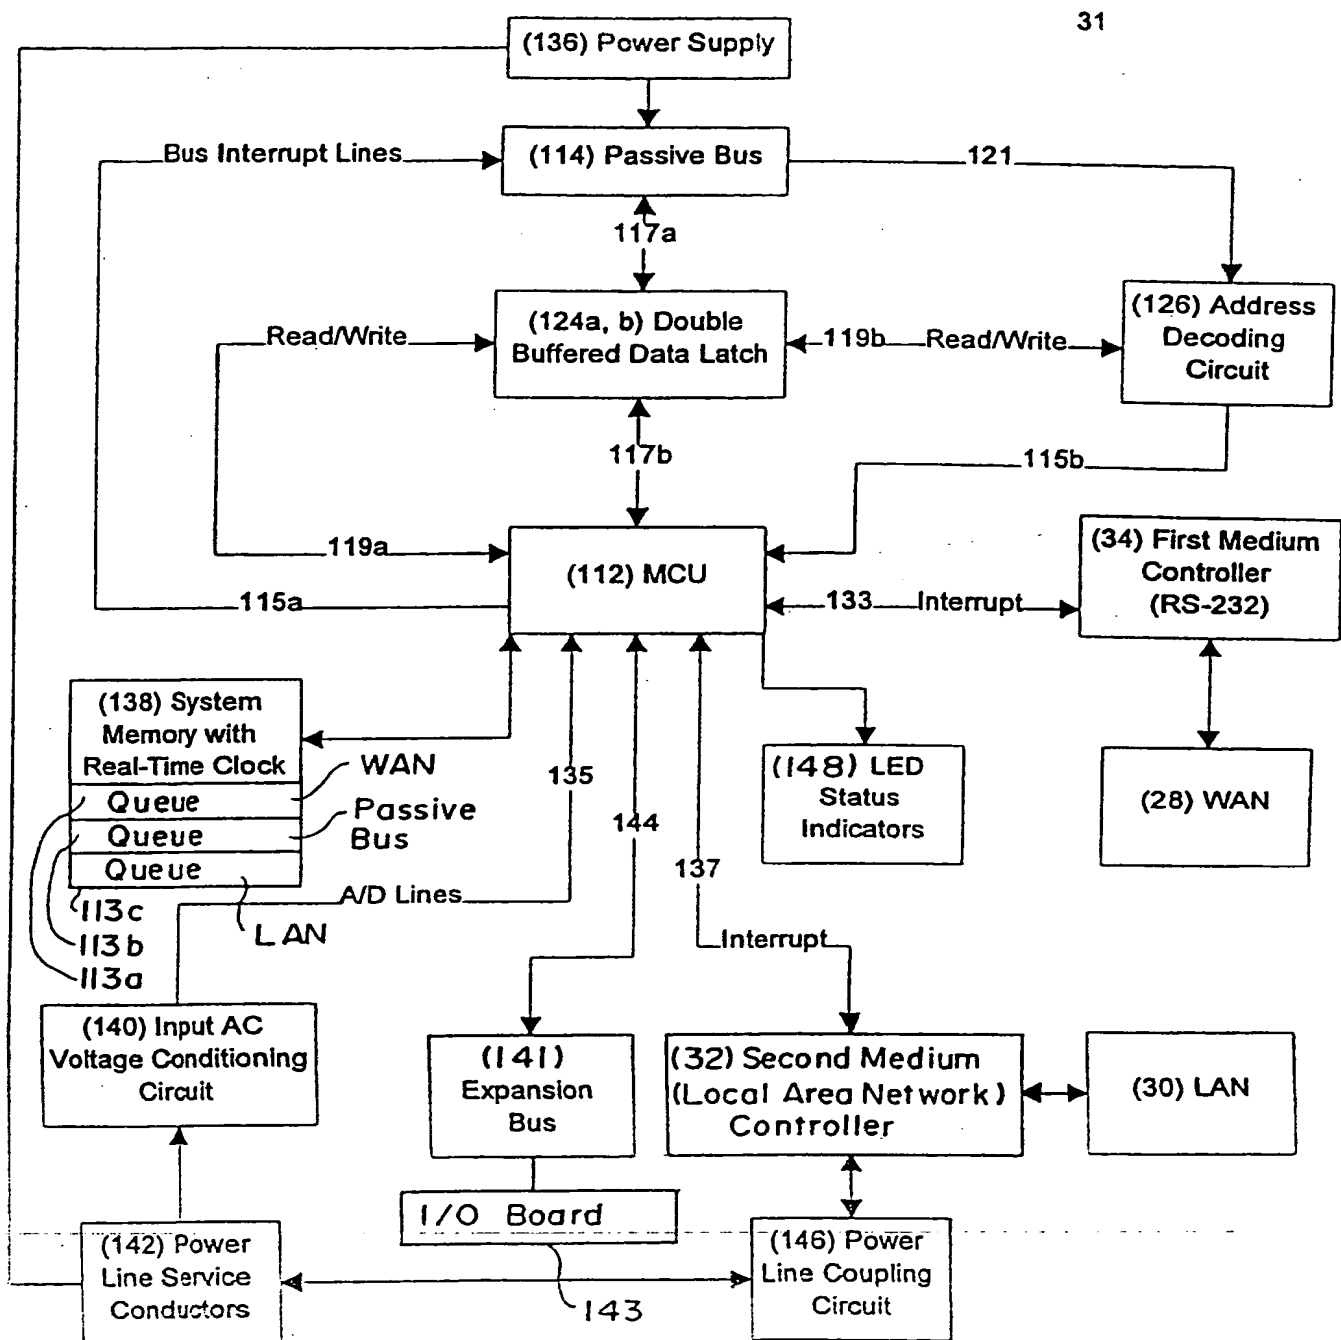 31
(136) Power Supply
Bus Interrupt Lines
(114) Passive Bus
121
117a
Read/Write
(124a, b) Double
Buffered Data Latch
119b Read/Write
(126) Address
Decoding
Circuit
117b
115b
119a
(112) MCU
115a
133 Interrupt
(34) First Medium
Controller
(RS-232)
(138) System
Memory with
Real-Time Clock
Queue
Queue
Queue
WAN
Passive
Bus
LAN
113c
113b
113a
135
144
137
(148) LED
Status
Indicators
(28) WAN
A/D Lines
Interrupt
(140) Input AC
Voltage Conditioning
Circuit
(141)
Expansion
Bus
(32) Second Medium
(Local Area Network)
Controller
(30) LAN
I/O Board
143
(142) Power
Line Service
Conductors
(146) Power
Line Coupling
Circuit